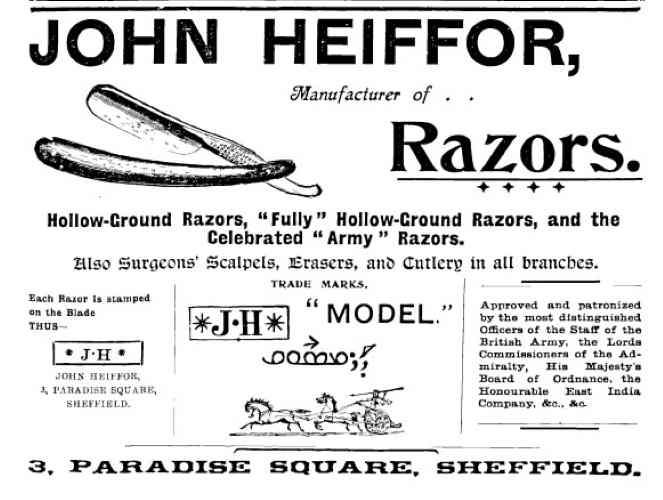 JOHN HEIFFOR,
Manufacturer of . .
Razors.
Hollow-Ground Razors, "Fully" Hollow-Ground Razors, and the
Celebrated "Army" Razors.
Also Surgeons' Scalpels, Erasers, and Cutlery in all branches.
Each Razor is stamped
on the Blade
THUS—
* J·H *
JOHN HEIFFOR,
3, PARADISE SQUARE,
SHEFFIELD.
TRADE MARKS,
*J·H*
"MODEL."
Approved and patronized
by the most distinguished
Officers of the Staff of the
British Army, the Lords
Commissioners of the Ad-
miralty, His Majesty's
Board of Ordnance, the
Honourable East India
Company, &c., &c.
3, PARADISE SQUARE, SHEFFIELD.